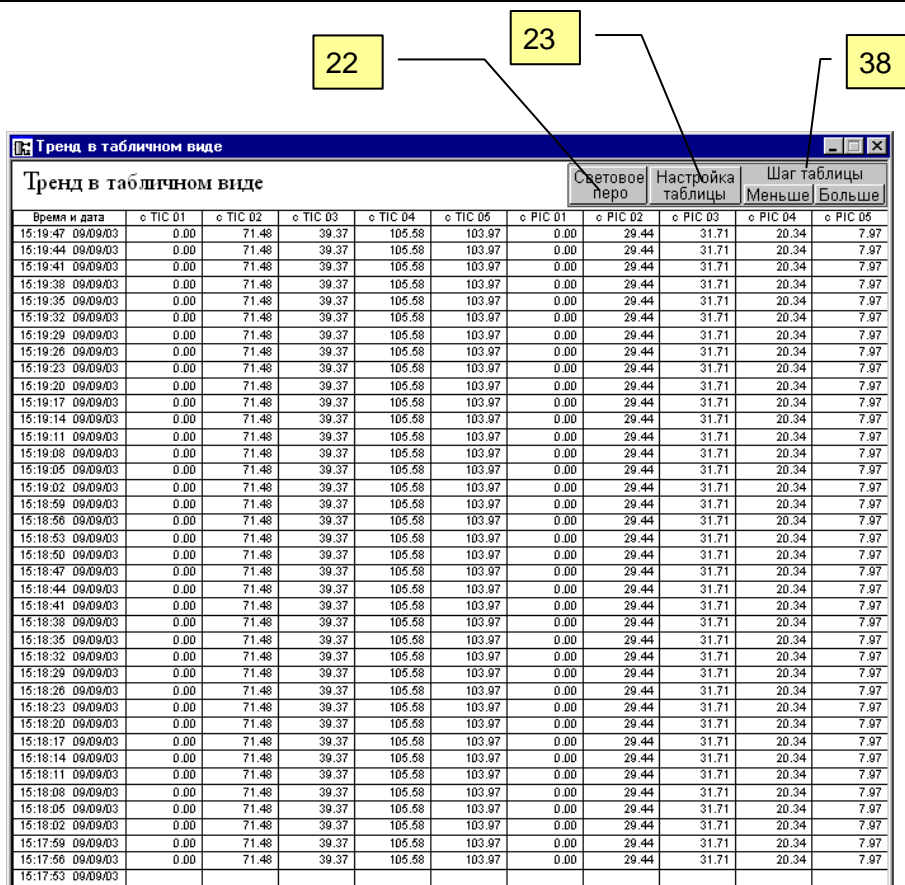 22
23
38
Тренд в табличном виде
Тренд в табличном виде
Световое перо
Настройка таблицы
Шаг таблицы
Меньше Больше
Время и дата с TIC 01 с TIC 02 с TIC 03 с TIC 04 с TIC 05 с PIC 01 с PIC 02 с PIC 03 с PIC 04 с PIC 05
15:19:47 09/09/03 0.00 71.48 39.37 105.58 103.97 0.00 29.44 31.71 20.34 7.97
15:19:44 09/09/03 0.00 71.48 39.37 105.58 103.97 0.00 29.44 31.71 20.34 7.97
15:19:41 09/09/03 0.00 71.48 39.37 105.58 103.97 0.00 29.44 31.71 20.34 7.97
15:19:38 09/09/03 0.00 71.48 39.37 105.58 103.97 0.00 29.44 31.71 20.34 7.97
15:19:35 09/09/03 0.00 71.48 39.37 105.58 103.97 0.00 29.44 31.71 20.34 7.97
15:19:32 09/09/03 0.00 71.48 39.37 105.58 103.97 0.00 29.44 31.71 20.34 7.97
15:19:29 09/09/03 0.00 71.48 39.37 105.58 103.97 0.00 29.44 31.71 20.34 7.97
15:19:26 09/09/03 0.00 71.48 39.37 105.58 103.97 0.00 29.44 31.71 20.34 7.97
15:19:23 09/09/03 0.00 71.48 39.37 105.58 103.97 0.00 29.44 31.71 20.34 7.97
15:19:20 09/09/03 0.00 71.48 39.37 105.58 103.97 0.00 29.44 31.71 20.34 7.97
15:19:17 09/09/03 0.00 71.48 39.37 105.58 103.97 0.00 29.44 31.71 20.34 7.97
15:19:14 09/09/03 0.00 71.48 39.37 105.58 103.97 0.00 29.44 31.71 20.34 7.97
15:19:11 09/09/03 0.00 71.48 39.37 105.58 103.97 0.00 29.44 31.71 20.34 7.97
15:19:08 09/09/03 0.00 71.48 39.37 105.58 103.97 0.00 29.44 31.71 20.34 7.97
15:19:05 09/09/03 0.00 71.48 39.37 105.58 103.97 0.00 29.44 31.71 20.34 7.97
15:19:02 09/09/03 0.00 71.48 39.37 105.58 103.97 0.00 29.44 31.71 20.34 7.97
15:18:59 09/09/03 0.00 71.48 39.37 105.58 103.97 0.00 29.44 31.71 20.34 7.97
15:18:56 09/09/03 0.00 71.48 39.37 105.58 103.97 0.00 29.44 31.71 20.34 7.97
15:18:53 09/09/03 0.00 71.48 39.37 105.58 103.97 0.00 29.44 31.71 20.34 7.97
15:18:50 09/09/03 0.00 71.48 39.37 105.58 103.97 0.00 29.44 31.71 20.34 7.97
15:18:47 09/09/03 0.00 71.48 39.37 105.58 103.97 0.00 29.44 31.71 20.34 7.97
15:18:44 09/09/03 0.00 71.48 39.37 105.58 103.97 0.00 29.44 31.71 20.34 7.97
15:18:41 09/09/03 0.00 71.48 39.37 105.58 103.97 0.00 29.44 31.71 20.34 7.97
15:18:38 09/09/03 0.00 71.48 39.37 105.58 103.97 0.00 29.44 31.71 20.34 7.97
15:18:35 09/09/03 0.00 71.48 39.37 105.58 103.97 0.00 29.44 31.71 20.34 7.97
15:18:32 09/09/03 0.00 71.48 39.37 105.58 103.97 0.00 29.44 31.71 20.34 7.97
15:18:29 09/09/03 0.00 71.48 39.37 105.58 103.97 0.00 29.44 31.71 20.34 7.97
15:18:26 09/09/03 0.00 71.48 39.37 105.58 103.97 0.00 29.44 31.71 20.34 7.97
15:18:23 09/09/03 0.00 71.48 39.37 105.58 103.97 0.00 29.44 31.71 20.34 7.97
15:18:20 09/09/03 0.00 71.48 39.37 105.58 103.97 0.00 29.44 31.71 20.34 7.97
15:18:17 09/09/03 0.00 71.48 39.37 105.58 103.97 0.00 29.44 31.71 20.34 7.97
15:18:14 09/09/03 0.00 71.48 39.37 105.58 103.97 0.00 29.44 31.71 20.34 7.97
15:18:11 09/09/03 0.00 71.48 39.37 105.58 103.97 0.00 29.44 31.71 20.34 7.97
15:18:08 09/09/03 0.00 71.48 39.37 105.58 103.97 0.00 29.44 31.71 20.34 7.97
15:18:05 09/09/03 0.00 71.48 39.37 105.58 103.97 0.00 29.44 31.71 20.34 7.97
15:18:02 09/09/03 0.00 71.48 39.37 105.58 103.97 0.00 29.44 31.71 20.34 7.97
15:17:59 09/09/03 0.00 71.48 39.37 105.58 103.97 0.00 29.44 31.71 20.34 7.97
15:17:56 09/09/03 0.00 71.48 39.37 105.58 103.97 0.00 29.44 31.71 20.34 7.97
15:17:53 09/09/03